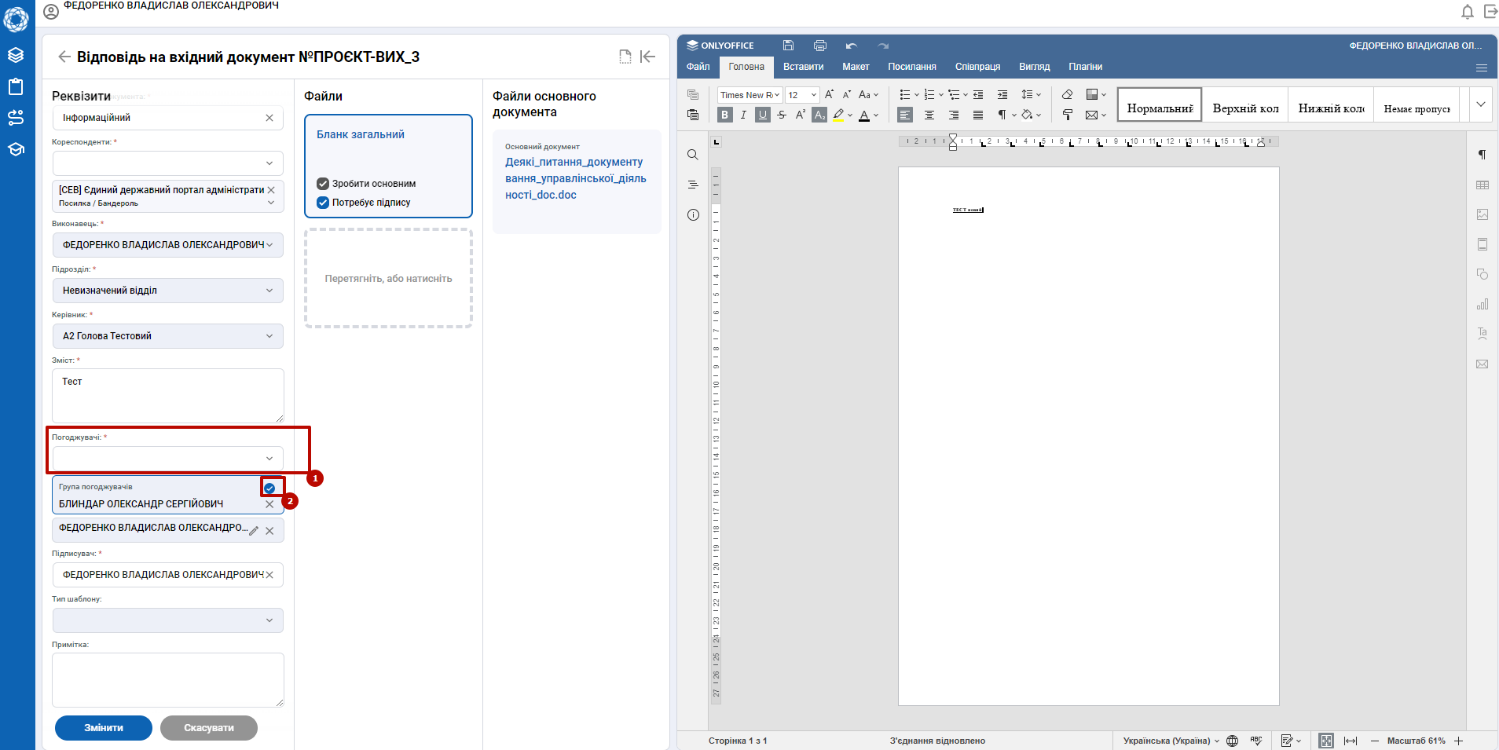 ФЕДОРЕНКО ВЛАДИСЛАВ ОЛЕКСАНДРОВИЧ
Відповідь на вхідний документ №ПРОЄКТ-ВИХ_3
Реквізити
Інформаційний
Кореспонденти: *
[СЕВ] Єдиний державний портал адміністрати
Посилка / Бандероль
Виконавець: *
ФЕДОРЕНКО ВЛАДИСЛАВ ОЛЕКСАНДРОВИЧ
Підрозділ: *
Невизначений відділ
Керівник: *
А2 Голова Тестовий
Зміст: *
Тест
Погоджувачі: *
1
Група погоджувачів
2
БЛИНДАР ОЛЕКСАНДР СЕРГІЙОВИЧ
ФЕДОРЕНКО ВЛАДИСЛАВ ОЛЕКСАНДРО...
Підписувач: *
ФЕДОРЕНКО ВЛАДИСЛАВ ОЛЕКСАНДРОВИЧ
Тип шаблону:
Примітка:
Змінити
Скасувати
Файли
Бланк загальний
Зробити основним
Потребує підпису
Перетягніть, або натисніть
Файли основного
документа
Основний документ
Деякі_питання_документу
вання_управлінської_діяль
ності_doc.doc
ONLYOFFICE
ФЕДОРЕНКО ВЛАДИСЛАВ ОЛ...
Файл Головна Вставити Макет Посилання Співпраця Вигляд Плагіни
Times New R 12
Нормальний Верхній кол Нижній коло Немає пропуск
Сторінка 1 з 1
З'єднання відновлено
Українська (Україна)
Масштаб 61%